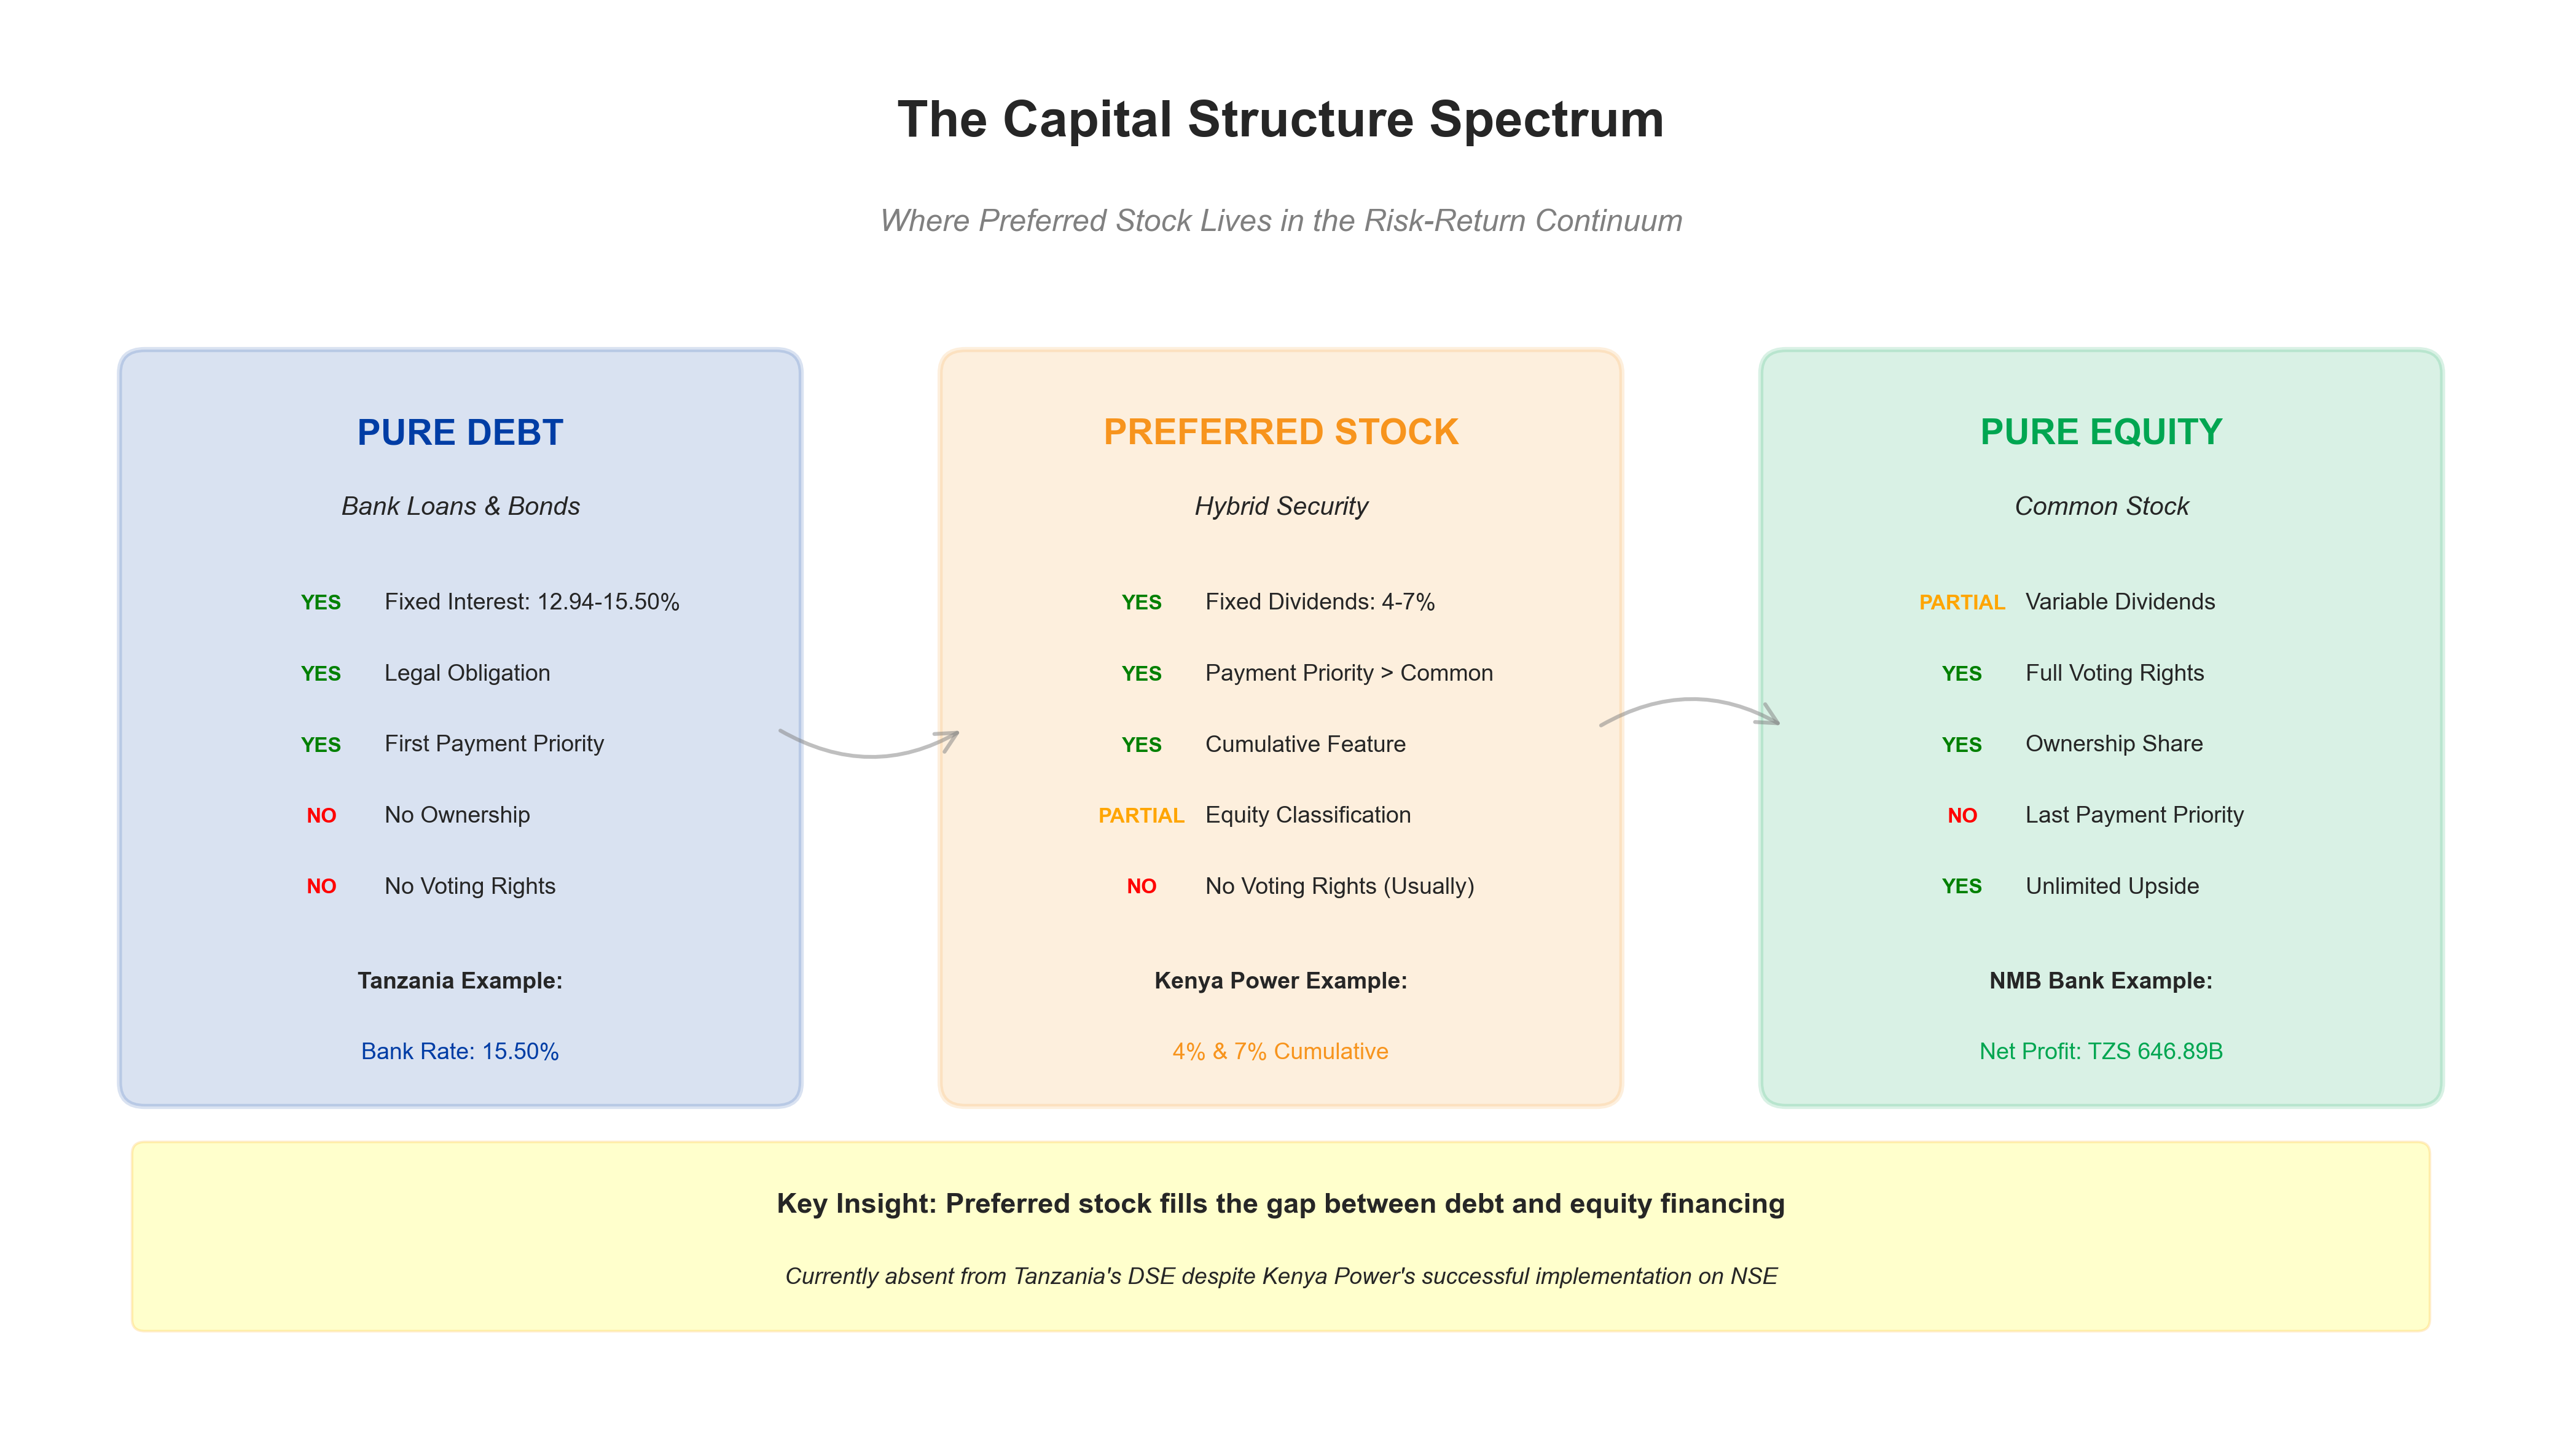 The Capital Structure Spectrum
Where Preferred Stock Lives in the Risk-Return Continuum
PURE DEBT
Bank Loans & Bonds
YES Fixed Interest: 12.94-15.50%
YES Legal Obligation
YES First Payment Priority
NO No Ownership
NO No Voting Rights
Tanzania Example:
Bank Rate: 15.50%
PREFERRED STOCK
Hybrid Security
YES Fixed Dividends: 4-7%
YES Payment Priority > Common
YES Cumulative Feature
PARTIAL Equity Classification
NO No Voting Rights (Usually)
Kenya Power Example:
4% & 7% Cumulative
PURE EQUITY
Common Stock
PARTIAL Variable Dividends
YES Full Voting Rights
YES Ownership Share
NO Last Payment Priority
YES Unlimited Upside
NMB Bank Example:
Net Profit: TZS 646.89B
Key Insight: Preferred stock fills the gap between debt and equity financing
Currently absent from Tanzania's DSE despite Kenya Power's successful implementation on NSE